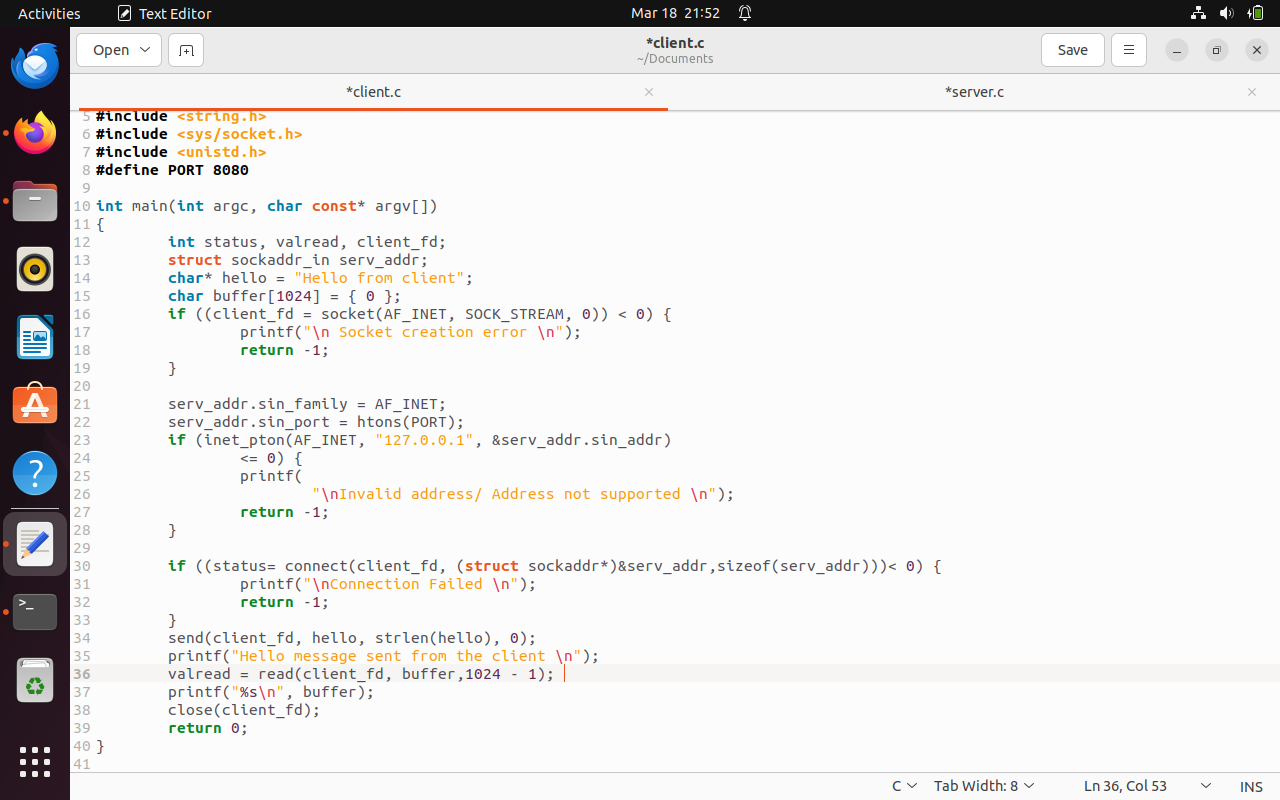 Activities Text Editor Mar 18 21:52
Open *client.c Save
~/Documents
*client.c *server.c
5 #include <string.h>
6 #include <sys/socket.h>
7 #include <unistd.h>
8 #define PORT 8080
9
10 int main(int argc, char const* argv[])
11 {
12 int status, valread, client_fd;
13 struct sockaddr_in serv_addr;
14 char* hello = "Hello from client";
15 char buffer[1024] = { 0 };
16 if ((client_fd = socket(AF_INET, SOCK_STREAM, 0)) < 0) {
17 printf("\n Socket creation error \n");
18 return -1;
19 }
20
21 serv_addr.sin_family = AF_INET;
22 serv_addr.sin_port = htons(PORT);
23 if (inet_pton(AF_INET, "127.0.0.1", &serv_addr.sin_addr)
24 <= 0) {
25 printf(
26 "\nInvalid address/ Address not supported \n");
27 return -1;
28 }
29
30 if ((status= connect(client_fd, (struct sockaddr*)&serv_addr,sizeof(serv_addr)))< 0) {
31 printf("\nConnection Failed \n");
32 return -1;
33 }
34 send(client_fd, hello, strlen(hello), 0);
35 printf("Hello message sent from the client \n");
36 valread = read(client_fd, buffer,1024 - 1);
37 printf("%s\n", buffer);
38 close(client_fd);
39 return 0;
40 }
41
C Tab Width: 8 Ln 36, Col 53 INS